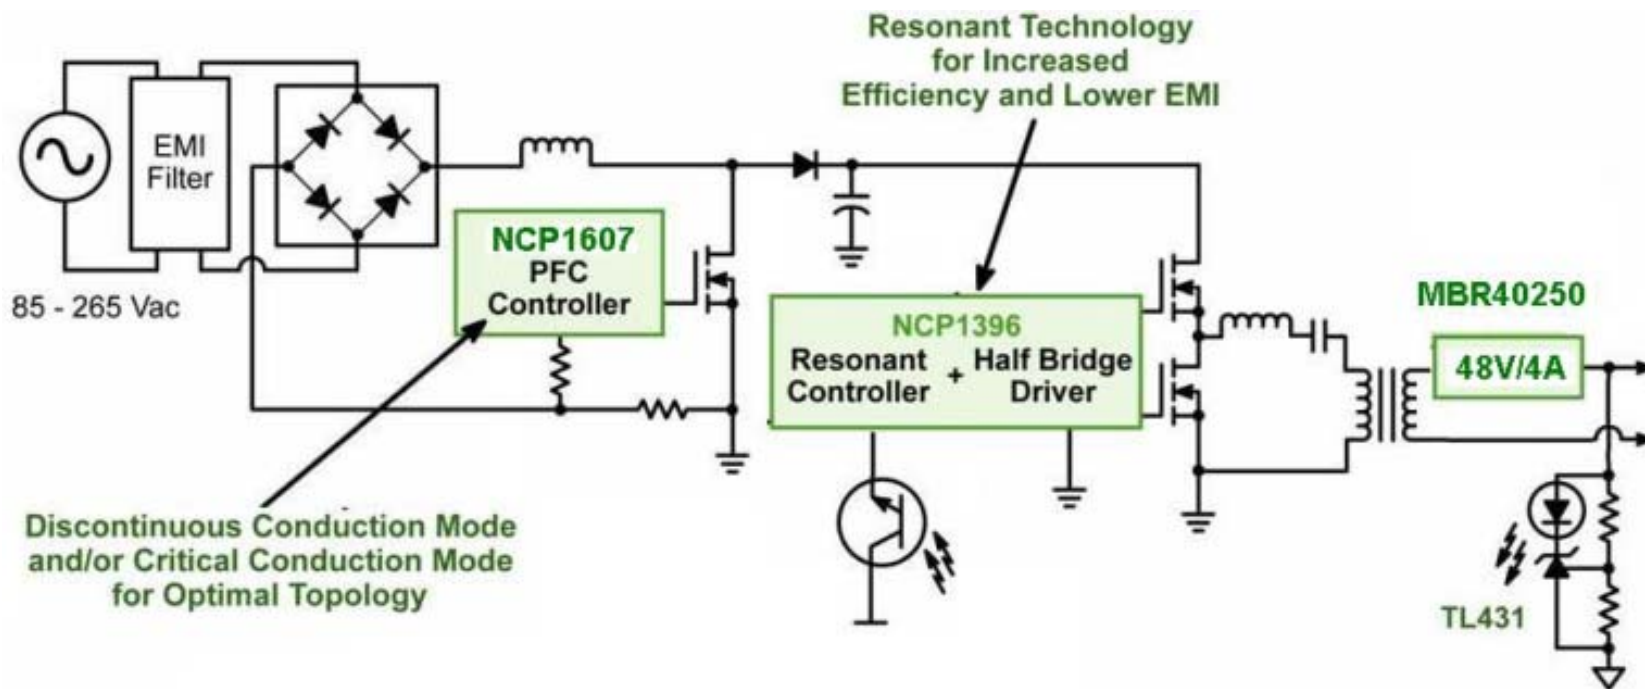 Resonant Technology
for Increased
Efficiency and Lower EMI
EMI
Filter
85 - 265 Vac
NCP1607
PFC
Controller
NCP1396
Resonant
Controller
+
Half Bridge
Driver
MBR40250
48V/4A
Discontinuous Conduction Mode
and/or Critical Conduction Mode
for Optimal Topology
TL431